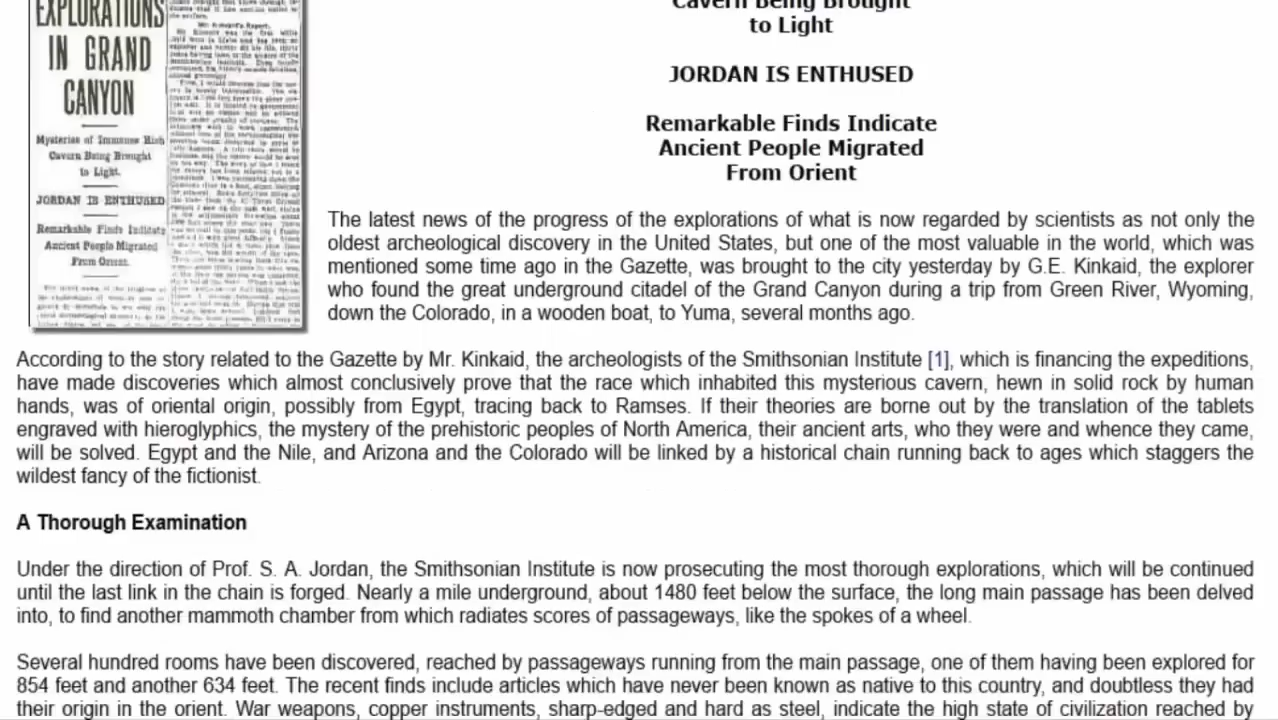 EXPLORATIONS
IN GRAND
CANYON
Mysteries of Immense Rich
Cavern Being Brought
to Light.
JORDAN IS ENTHUSED
Remarkable Finds Indicate
Ancient People Migrated
From Orient.
Cavern Being Brought
to Light
JORDAN IS ENTHUSED
Remarkable Finds Indicate
Ancient People Migrated
From Orient
The latest news of the progress of the explorations of what is now regarded by scientists as not only the
oldest archeological discovery in the United States, but one of the most valuable in the world, which was
mentioned some time ago in the Gazette, was brought to the city yesterday by G.E. Kinkaid, the explorer
who found the great underground citadel of the Grand Canyon during a trip from Green River, Wyoming,
down the Colorado, in a wooden boat, to Yuma, several months ago.
According to the story related to the Gazette by Mr. Kinkaid, the archeologists of the Smithsonian Institute [1], which is financing the expeditions,
have made discoveries which almost conclusively prove that the race which inhabited this mysterious cavern, hewn in solid rock by human
hands, was of oriental origin, possibly from Egypt, tracing back to Ramses. If their theories are borne out by the translation of the tablets
engraved with hieroglyphics, the mystery of the prehistoric peoples of North America, their ancient arts, who they were and whence they came,
will be solved. Egypt and the Nile, and Arizona and the Colorado will be linked by a historical chain running back to ages which staggers the
wildest fancy of the fictionist.
A Thorough Examination
Under the direction of Prof. S. A. Jordan, the Smithsonian Institute is now prosecuting the most thorough explorations, which will be continued
until the last link in the chain is forged. Nearly a mile underground, about 1480 feet below the surface, the long main passage has been delved
into, to find another mammoth chamber from which radiates scores of passageways, like the spokes of a wheel.
Several hundred rooms have been discovered, reached by passageways running from the main passage, one of them having been explored for
854 feet and another 634 feet. The recent finds include articles which have never been known as native to this country, and doubtless they had
their origin in the orient. War weapons, copper instruments, sharp-edged and hard as steel, indicate the high state of civilization reached by